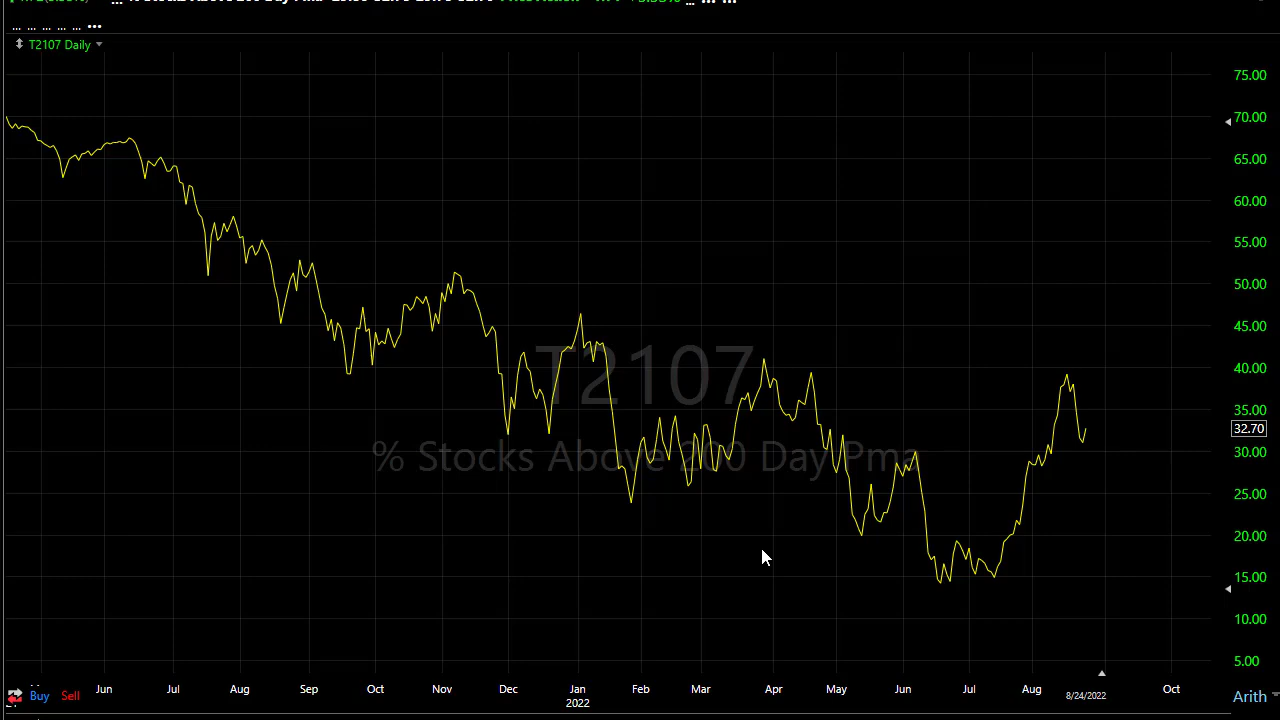 ... ... ... ... ... ...
T2107 Daily
75.00
70.00
65.00
60.00
55.00
50.00
45.00
40.00
35.00
32.70
30.00
25.00
20.00
15.00
10.00
5.00
T2107
% Stocks Above 200 Day Pma
Jun Jul Aug Sep Oct Nov Dec Jan Feb Mar Apr May Jun Jul Aug Oct
2022 8/24/2022
Buy Sell Arith